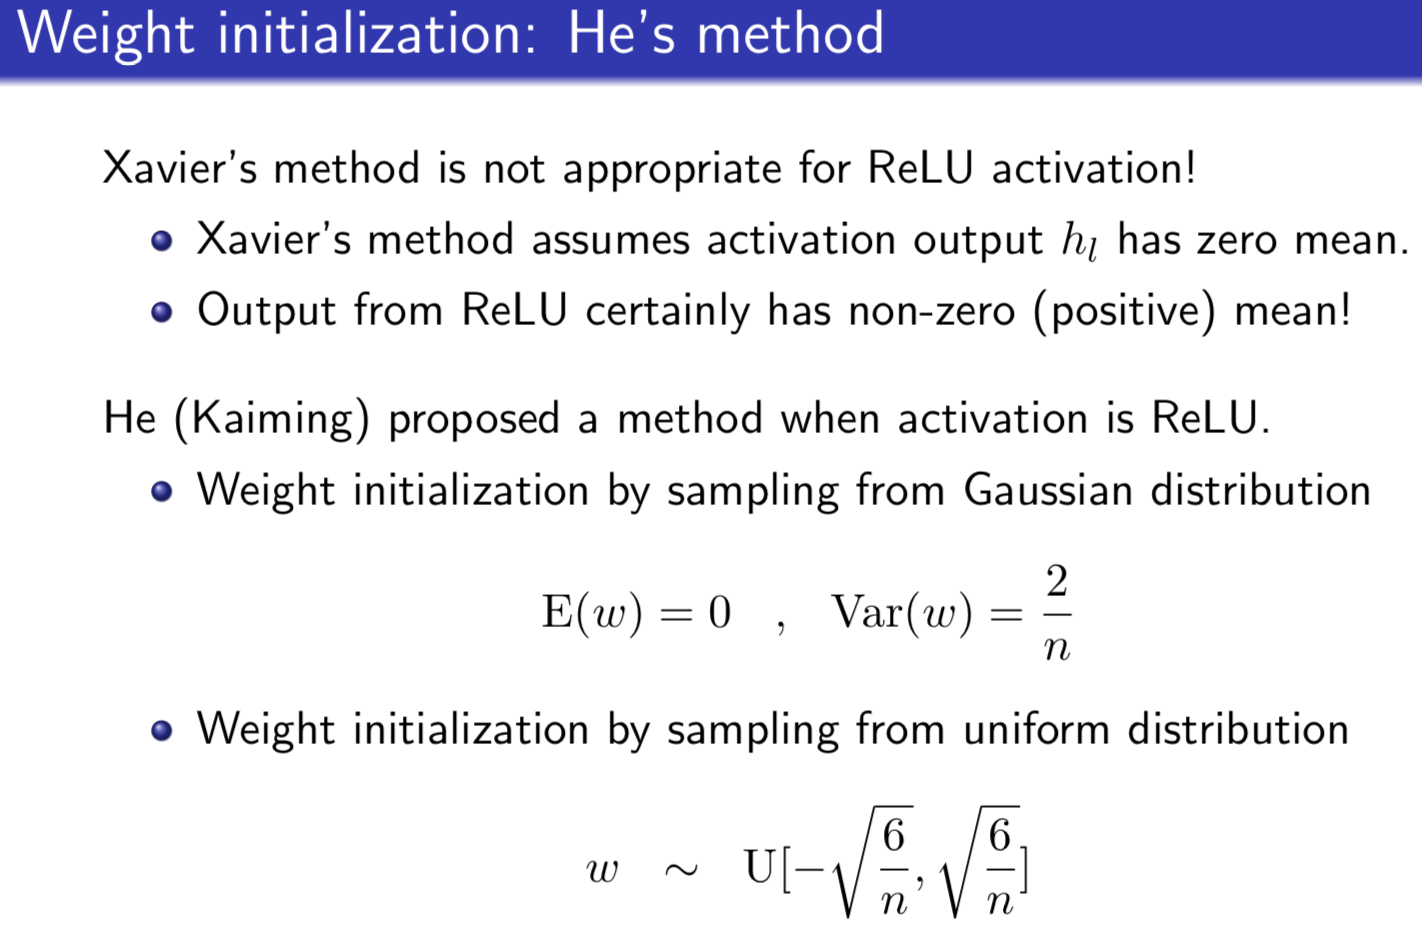 Weight initialization: He's method
Xavier's method is not appropriate for ReLU activation!
• Xavier's method assumes activation output $h_l$ has zero mean.
• Output from ReLU certainly has non-zero (positive) mean!
He (Kaiming) proposed a method when activation is ReLU.
• Weight initialization by sampling from Gaussian distribution
$\mathrm{E}(w) = 0 \quad , \quad \mathrm{Var}(w) = \frac{2}{n}$
• Weight initialization by sampling from uniform distribution
$w \quad \sim \quad \mathrm{U}[-\sqrt{\frac{6}{n}}, \sqrt{\frac{6}{n}}]$